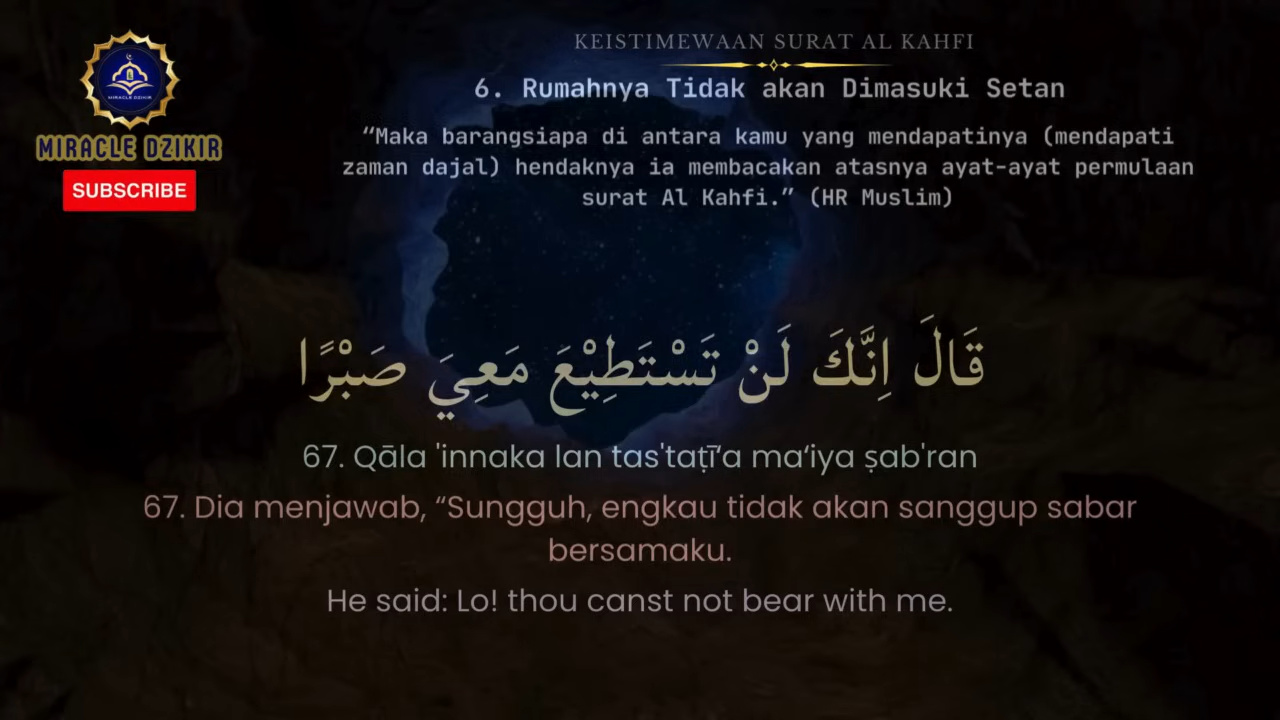 KEISTIMEWAAN SURAT AL KAHFI
6. Rumahnya Tidak akan Dimasuki Setan
“Maka barangsiapa di antara kamu yang mendapatinya (mendapati
zaman dajal) hendaknya ia membacakan atasnya ayat-ayat permulaan
surat Al Kahfi.” (HR Muslim)
MIRACLE DZIKIR
MIRACLE DZIKIR
SUBSCRIBE
قَالَ اِنَّكَ لَنْ تَسْتَطِيْعَ مَعِيَ صَبْرًا
67. Qāla 'innaka lan tas'taṭī‘a ma‘iya ṣab'ran
67. Dia menjawab, “Sungguh, engkau tidak akan sanggup sabar
bersamaku.
He said: Lo! thou canst not bear with me.